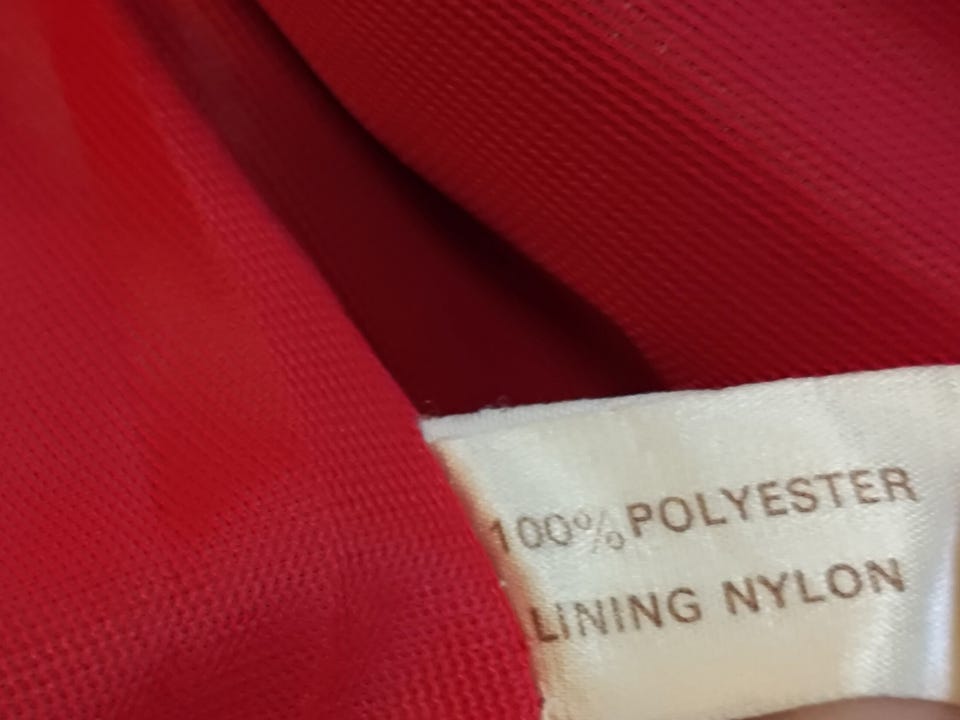 100% POLYESTER
LINING NYLON